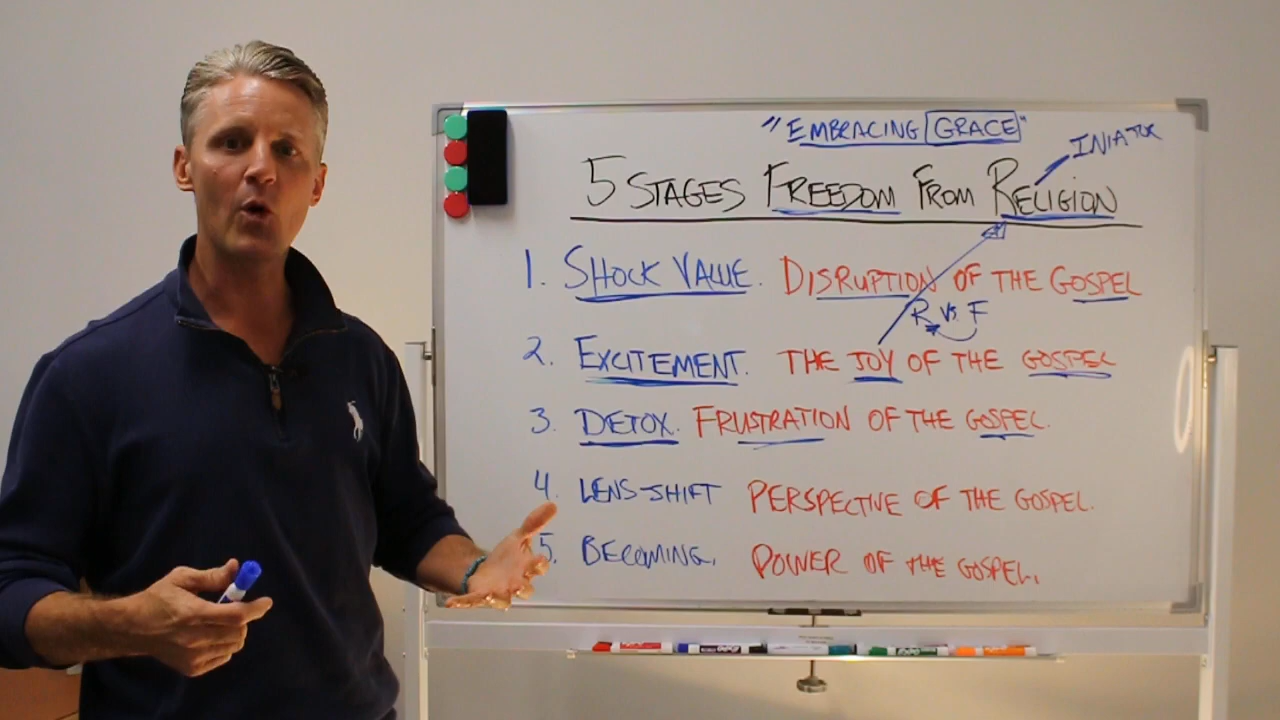 "EMBRACING GRACE"
INIATOR
5 STAGES FREEDOM FROM RELIGION
1. SHOCK VALUE. DISRUPTION OF THE GOSPEL
R VS F
2. EXCITEMENT. THE JOY OF THE GOSPEL
3. DETOX. FRUSTRATION OF THE GOSPEL.
4. LENS-SHIFT PERSPECTIVE OF THE GOSPEL.
5. BECOMING. POWER OF THE GOSPEL.